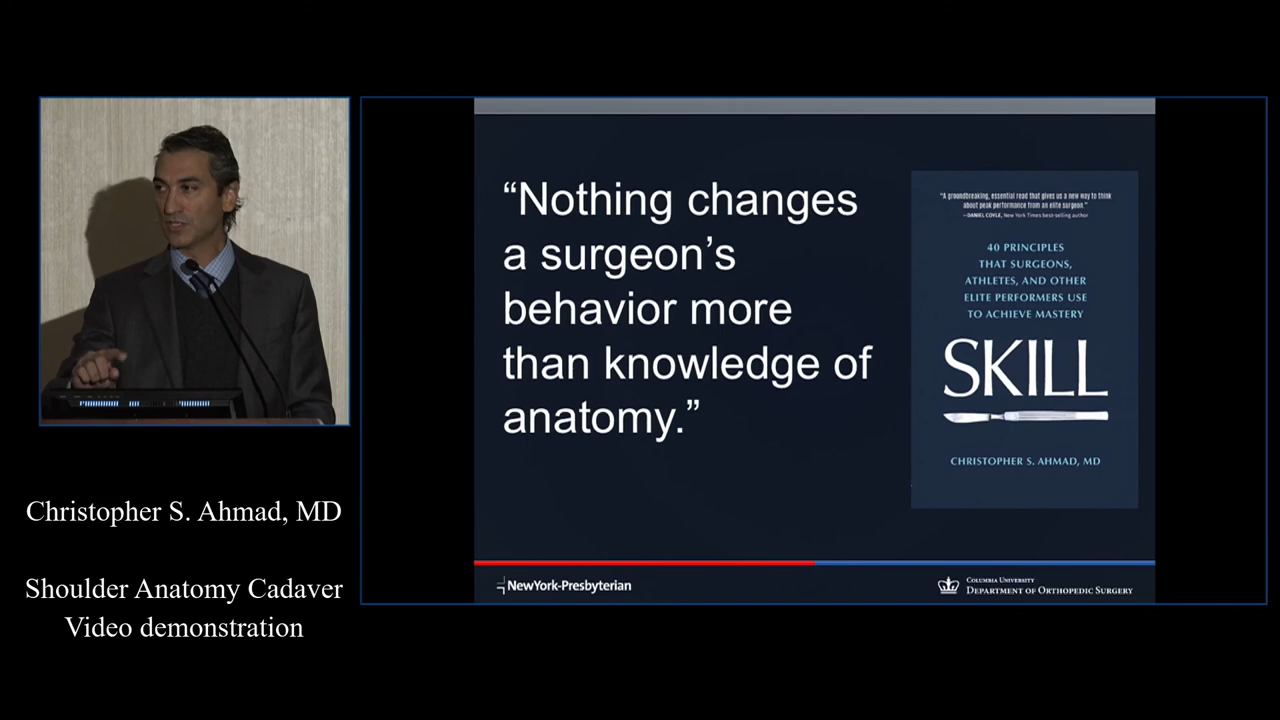 “Nothing changes
a surgeon’s
behavior more
than knowledge of
anatomy.”
“A groundbreaking, essential read that gives us a new way to think
about peak performance from an elite surgeon.”
—DANIEL COYLE, New York Times best-selling author
40 PRINCIPLES
THAT SURGEONS,
ATHLETES, AND OTHER
ELITE PERFORMERS USE
TO ACHIEVE MASTERY
SKILL
CHRISTOPHER S. AHMAD, MD
NewYork-Presbyterian
COLUMBIA UNIVERSITY
DEPARTMENT OF ORTHOPEDIC SURGERY
Christopher S. Ahmad, MD
Shoulder Anatomy Cadaver
Video demonstration